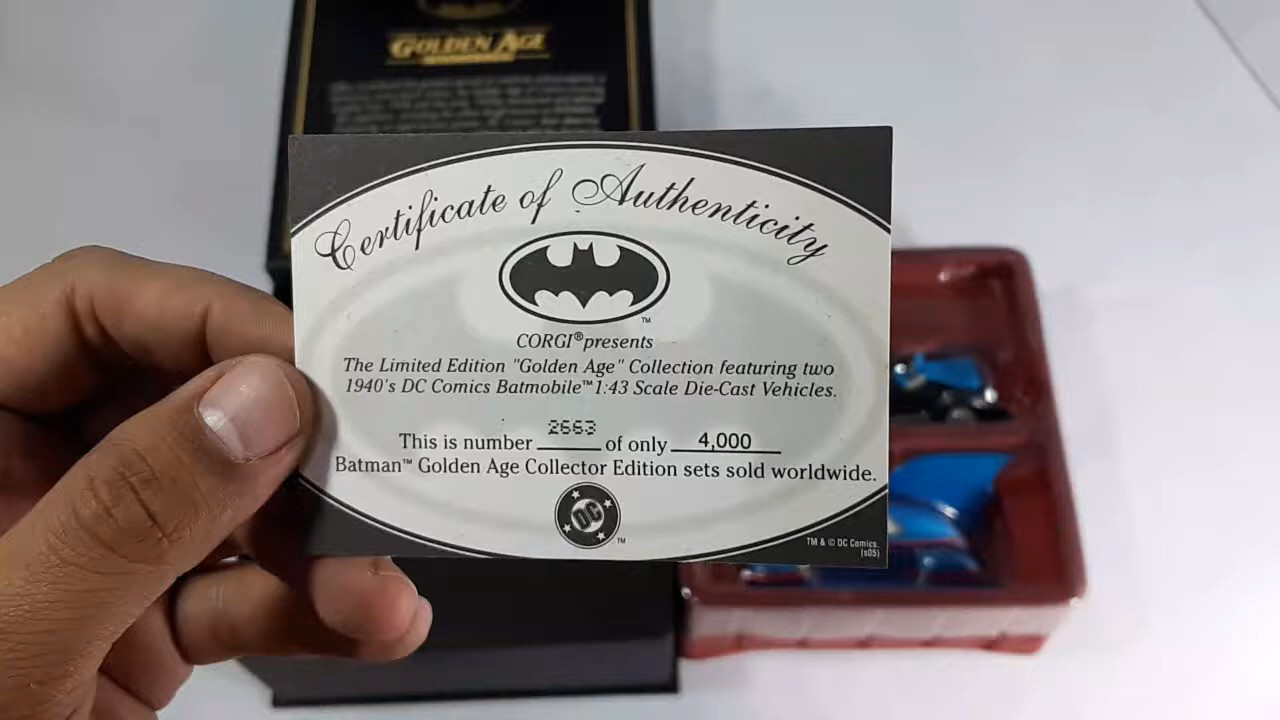 GOLDEN AGE
Certificate of Authenticity
TM
CORGI® presents
The Limited Edition "Golden Age" Collection featuring two
1940's DC Comics Batmobile™ 1:43 Scale Die-Cast Vehicles.
This is number 2663 of only 4,000
Batman™ Golden Age Collector Edition sets sold worldwide.
DC
TM
TM & © DC Comics.
(s05)